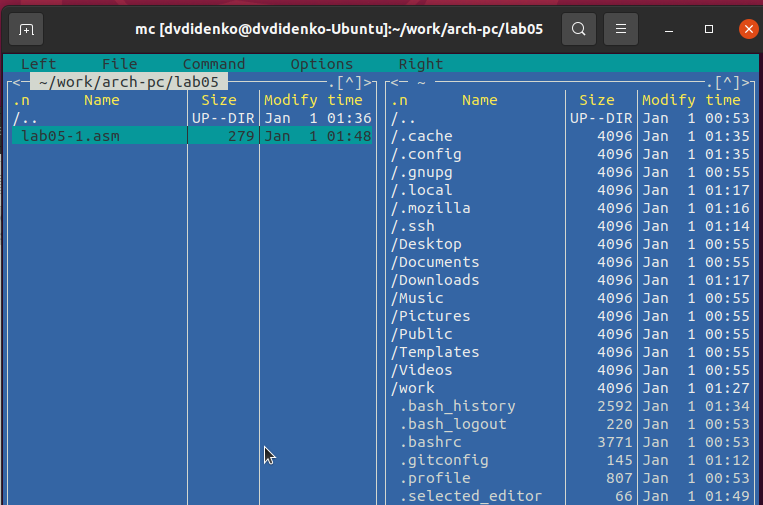 mc [dvdidenko@dvdidenko-Ubuntu]:~/work/arch-pc/lab05
Left File Command Options Right
<─ ~/work/arch-pc/lab05 .[^]>
.n Name Size Modify time
/.. UP--DIR Jan 1 01:36
lab05-1.asm 279 Jan 1 01:48
<─ ~ .[^]>
.n Name Size Modify time
/.. UP--DIR Jan 1 00:53
/.cache 4096 Jan 1 01:35
/.config 4096 Jan 1 01:35
/.gnupg 4096 Jan 1 00:55
/.local 4096 Jan 1 01:17
/.mozilla 4096 Jan 1 01:16
/.ssh 4096 Jan 1 01:14
/Desktop 4096 Jan 1 00:55
/Documents 4096 Jan 1 00:55
/Downloads 4096 Jan 1 01:17
/Music 4096 Jan 1 00:55
/Pictures 4096 Jan 1 00:55
/Public 4096 Jan 1 00:55
/Templates 4096 Jan 1 00:55
/Videos 4096 Jan 1 00:55
/work 4096 Jan 1 01:27
.bash_history 2592 Jan 1 01:34
.bash_logout 220 Jan 1 00:53
.bashrc 3771 Jan 1 00:53
.gitconfig 145 Jan 1 01:12
.profile 807 Jan 1 00:53
.selected_editor 66 Jan 1 01:49